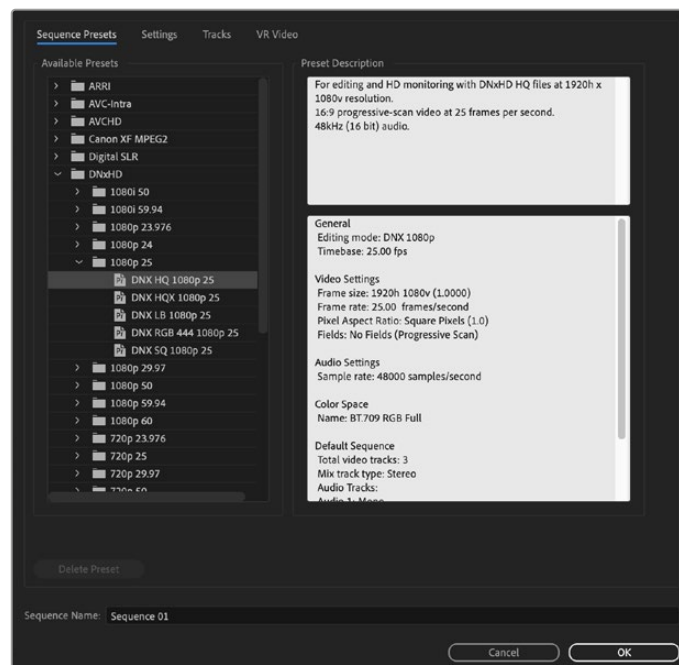 Sequence Presets Settings Tracks VR Video
Available Presets
ARRI
AVC-Intra
AVCHD
Canon XF MPEG2
Digital SLR
DNxHD
1080i 50
1080i 59.94
1080p 23.976
1080p 24
1080p 25
DNX HQ 1080p 25
DNX HQX 1080p 25
DNX LB 1080p 25
DNX RGB 444 1080p 25
DNX SQ 1080p 25
1080p 29.97
1080p 50
1080p 59.94
1080p 60
720p 23.976
720p 25
720p 29.97
720p 50
Preset Description
For editing and HD monitoring with DNxHD HQ files at 1920h x
1080v resolution.
16:9 progressive-scan video at 25 frames per second.
48kHz (16 bit) audio.
General
Editing mode: DNX 1080p
Timebase: 25.00 fps
Video Settings
Frame size: 1920h 1080v (1.0000)
Frame rate: 25.00 frames/second
Pixel Aspect Ratio: Square Pixels (1.0)
Fields: No Fields (Progressive Scan)
Audio Settings
Sample rate: 48000 samples/second
Color Space
Name: BT.709 RGB Full
Default Sequence
Total video tracks: 3
Mix track type: Stereo
Audio Tracks:
Audio 1: Mono
Delete Preset
Sequence Name: Sequence 01
Cancel OK